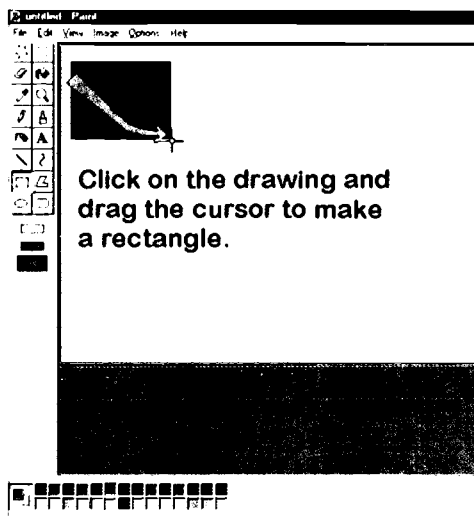 untitled - Paint
File Edit View Image Options Help
A
Click on the drawing and
drag the cursor to make
a rectangle.